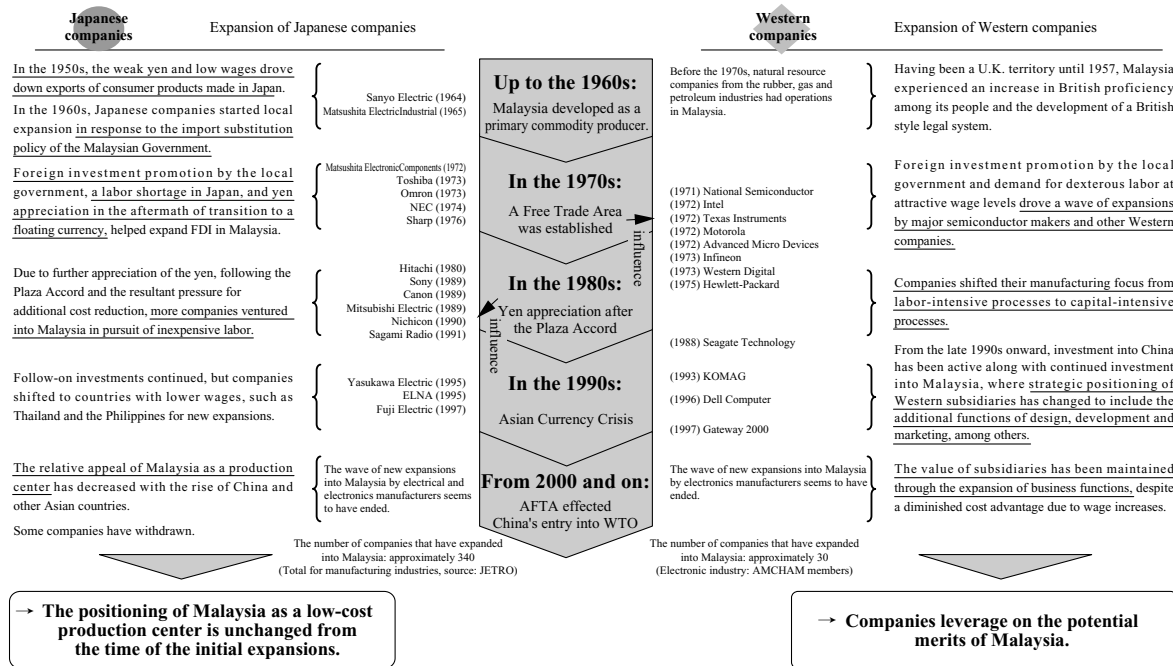 Japanese
companies
Expansion of Japanese companies
In the 1950s, the weak yen and low wages drove
down exports of consumer products made in Japan.
In the 1960s, Japanese companies started local
expansion in response to the import substitution
policy of the Malaysian Government.
Sanyo Electric (1964)
Matsushita ElectricIndustrial (1965)
Foreign investment promotion by the local
government, a labor shortage in Japan, and yen
appreciation in the aftermath of transition to a
floating currency, helped expand FDI in Malaysia.
Matsushita ElectronicComponents (1972)
Toshiba (1973)
Omron (1973)
NEC (1974)
Sharp (1976)
Due to further appreciation of the yen, following the
Plaza Accord and the resultant pressure for
additional cost reduction, more companies ventured
into Malaysia in pursuit of inexpensive labor.
Hitachi (1980)
Sony (1989)
Canon (1989)
Mitsubishi Electric (1989)
Nichicon (1990)
Sagami Radio (1991)
Follow-on investments continued, but companies
shifted to countries with lower wages, such as
Thailand and the Philippines for new expansions.
Yasukawa Electric (1995)
ELNA (1995)
Fuji Electric (1997)
The relative appeal of Malaysia as a production
center has decreased with the rise of China and
other Asian countries.
Some companies have withdrawn.
The wave of new expansions
into Malaysia by electrical and
electronics manufacturers seems
to have ended.
The number of companies that have expanded
into Malaysia: approximately 340
(Total for manufacturing industries, source: JETRO)
→ The positioning of Malaysia as a low-cost
production center is unchanged from
the time of the initial expansions.
Up to the 1960s:
Malaysia developed as a
primary commodity producer.
In the 1970s:
A Free Trade Area
was established
influence
In the 1980s:
Yen appreciation after
the Plaza Accord
influence
In the 1990s:
Asian Currency Crisis
From 2000 and on:
AFTA effected
China's entry into WTO
Western
companies
Expansion of Western companies
Before the 1970s, natural resource
companies from the rubber, gas and
petroleum industries had operations
in Malaysia.
Having been a U.K. territory until 1957, Malaysia
experienced an increase in British proficiency
among its people and the development of a British
style legal system.
(1971) National Semiconductor
(1972) Intel
(1972) Texas Instruments
(1972) Motorola
(1972) Advanced Micro Devices
(1973) Infineon
(1973) Western Digital
(1975) Hewlett-Packard
Foreign investment promotion by the local
government and demand for dexterous labor at
attractive wage levels drove a wave of expansions
by major semiconductor makers and other Western
companies.
Companies shifted their manufacturing focus from
labor-intensive processes to capital-intensive
processes.
(1988) Seagate Technology
(1993) KOMAG
(1996) Dell Computer
(1997) Gateway 2000
From the late 1990s onward, investment into China
has been active along with continued investment
into Malaysia, where strategic positioning of
Western subsidiaries has changed to include the
additional functions of design, development and
marketing, among others.
The wave of new expansions into Malaysia
by electronics manufacturers seems to have
ended.
The value of subsidiaries has been maintained
through the expansion of business functions, despite
a diminished cost advantage due to wage increases.
The number of companies that have expanded
into Malaysia: approximately 30
(Electronic industry: AMCHAM members)
→ Companies leverage on the potential
merits of Malaysia.